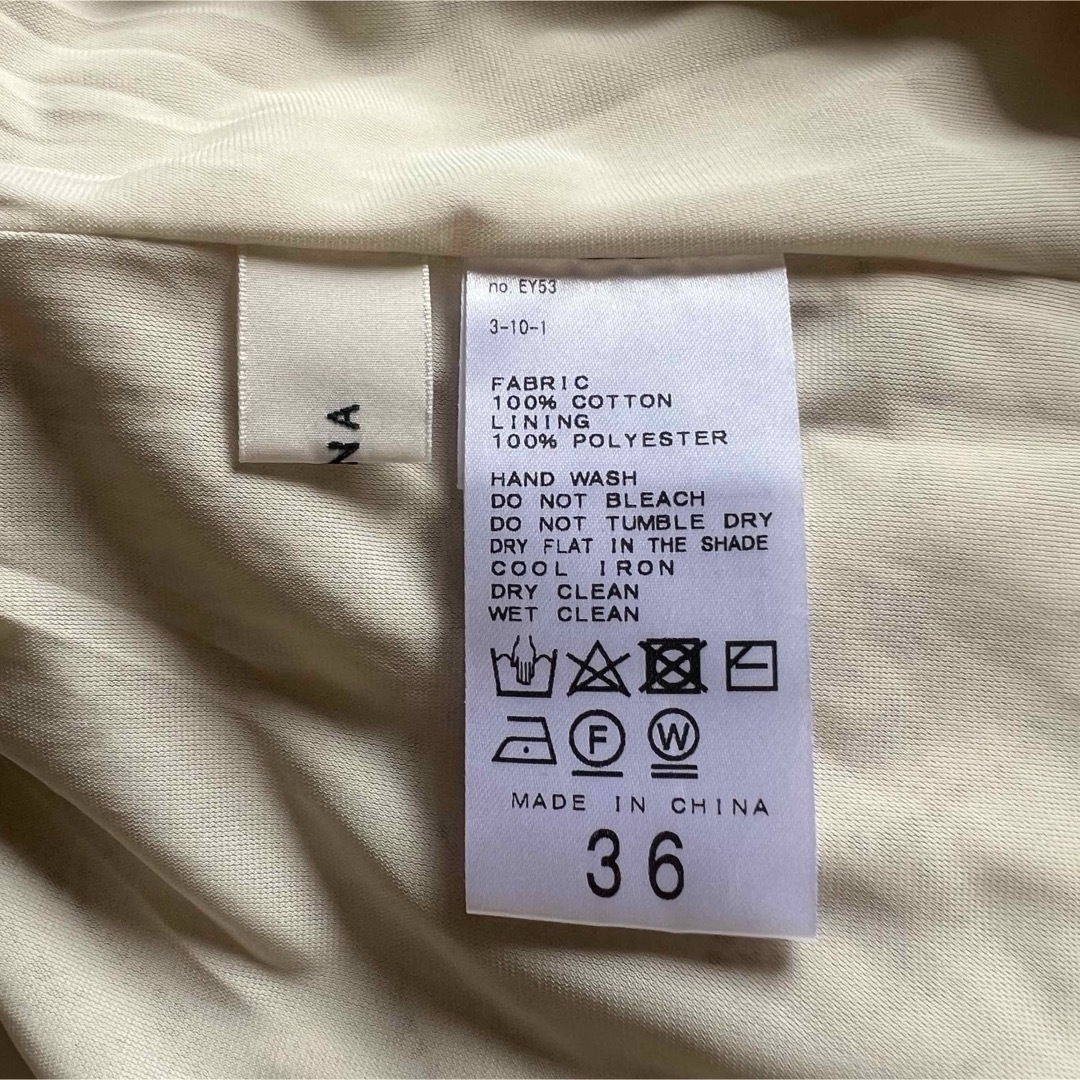 NA
no. EY53
3-10-1
FABRIC
100% COTTON
LINING
100% POLYESTER
HAND WASH
DO NOT BLEACH
DO NOT TUMBLE DRY
DRY FLAT IN THE SHADE
COOL IRON
DRY CLEAN
WET CLEAN
F W
MADE IN CHINA
36